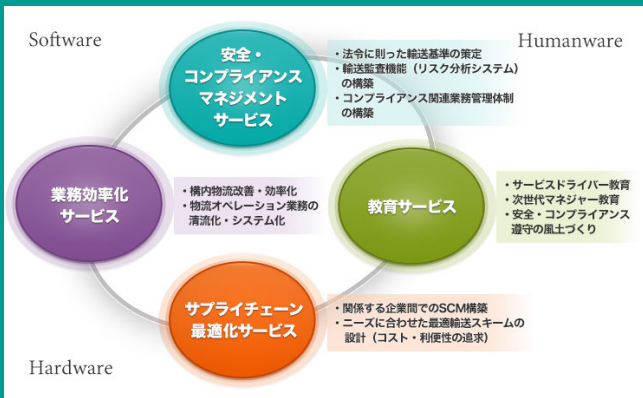 Software
Humanware
安全・
コンプライアンス
マネジメント
サービス
・法令に則った輸送基準の策定
・輸送監査機能（リスク分析システム）
の構築
・コンプライアンス関連業務管理体制
の構築
業務効率化
サービス
・構内物流改善・効率化
・物流オペレーション業務の
清流化・システム化
教育サービス
・サービスドライバー教育
・次世代マネジャー教育
・安全・コンプライアンス
遵守の風土づくり
サプライチェーン
最適化サービス
・関係する企業間でのSCM構築
・ニーズに合わせた最適輸送スキームの
設計（コスト・利便性の追求）
Hardware